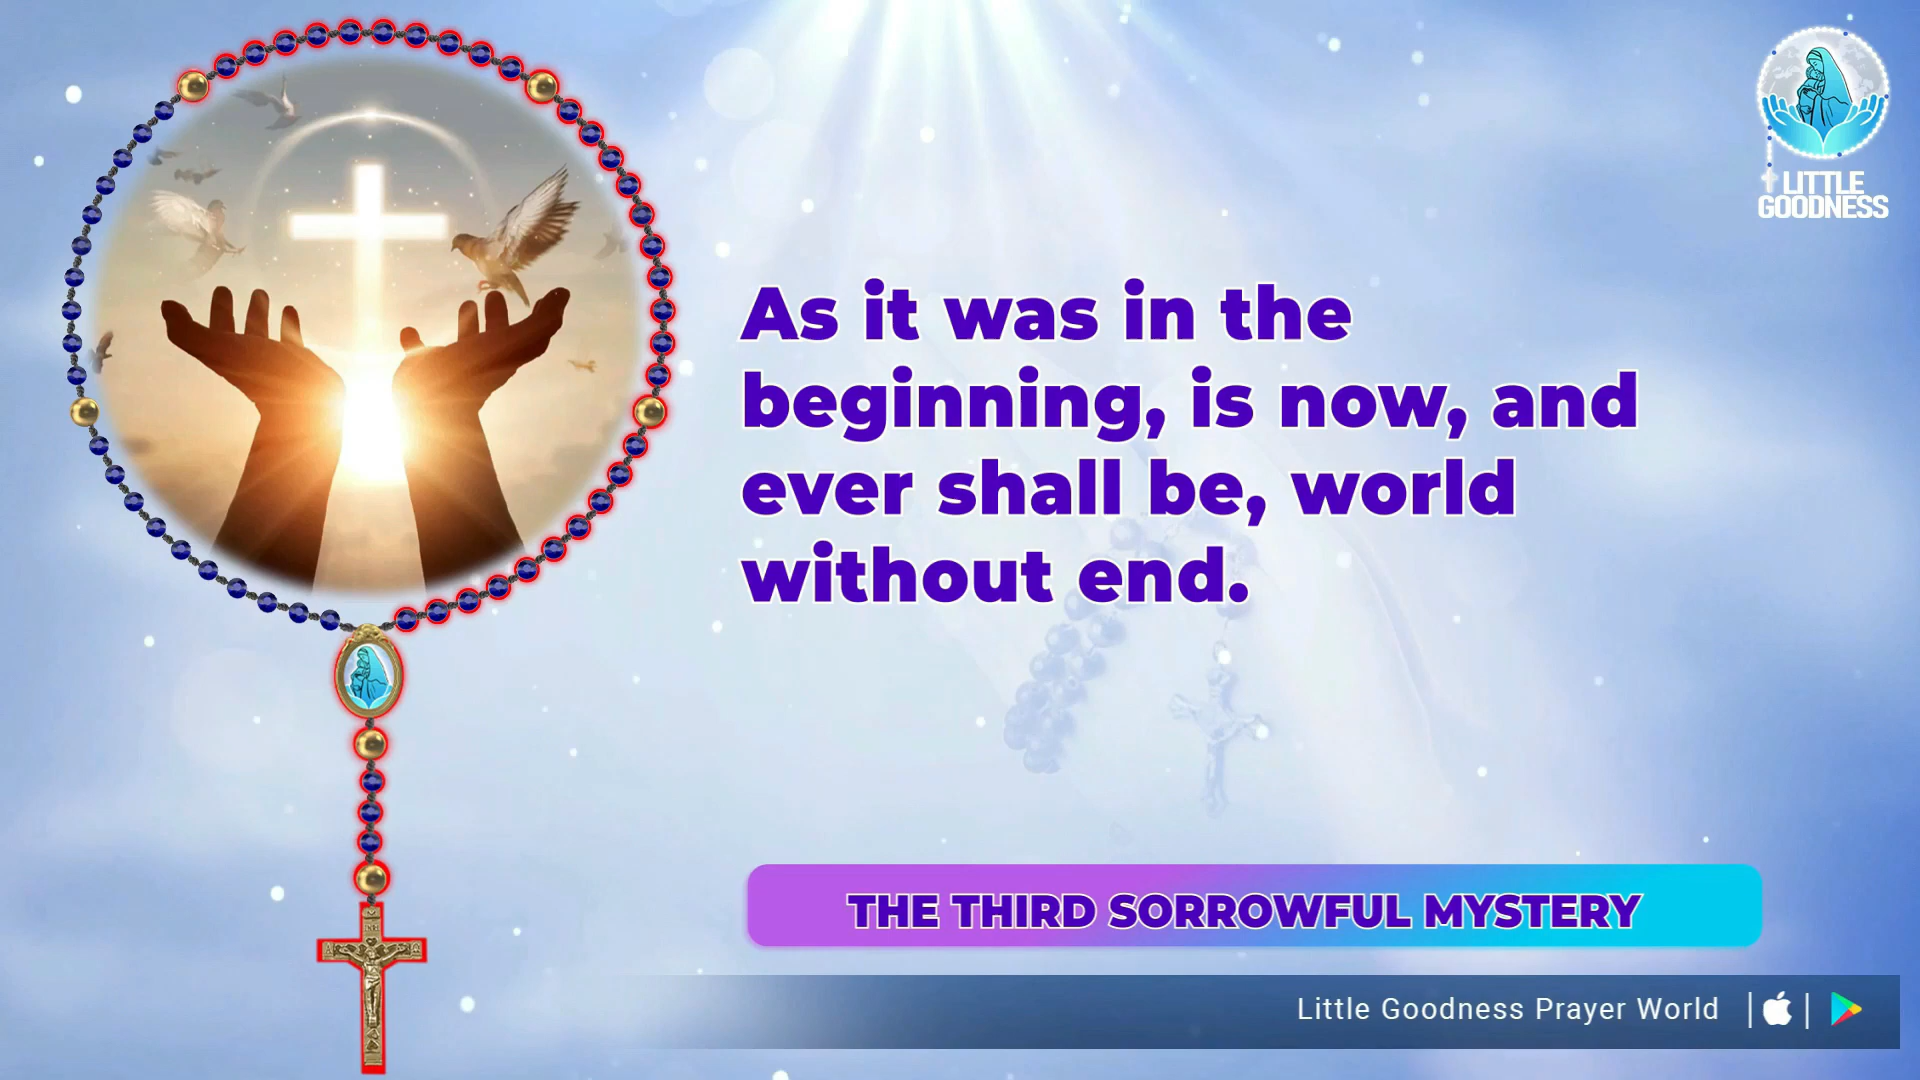 LITTLE
GOODNESS
As it was in the
beginning, is now, and
ever shall be, world
without end.
THE THIRD SORROWFUL MYSTERY
INRI
Little Goodness Prayer World